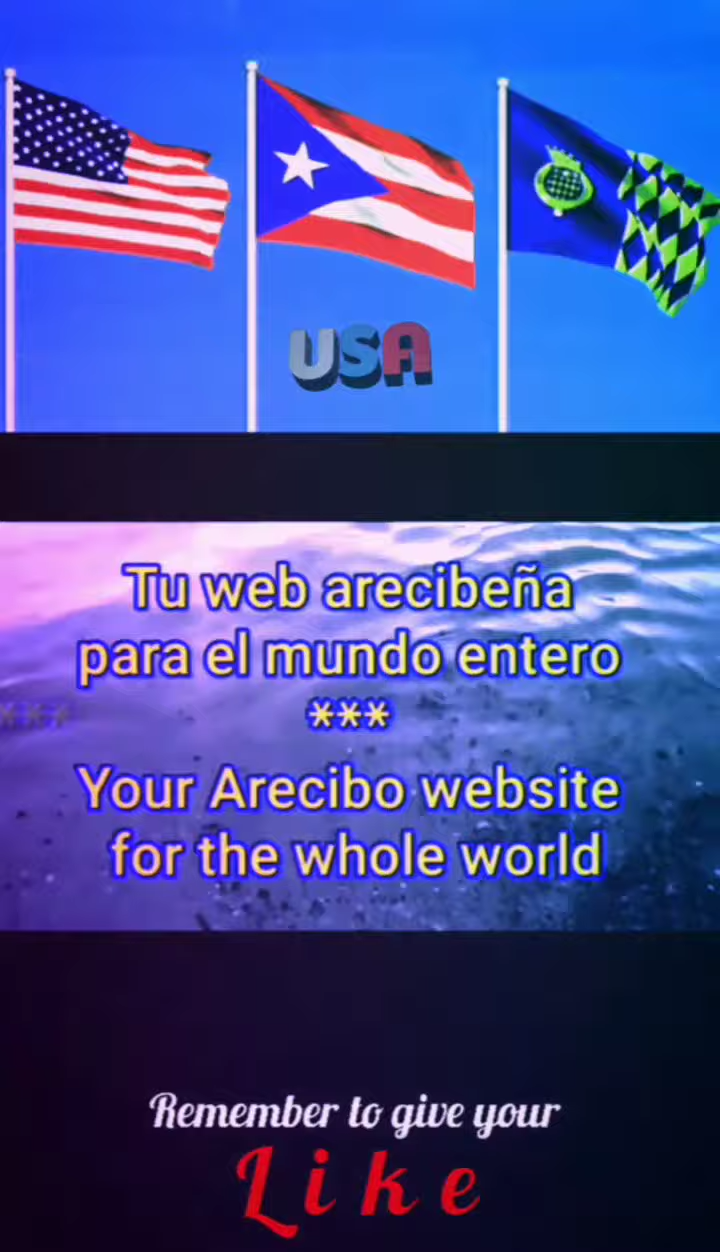 USA
Tu web arecibeña
para el mundo entero
***
Your Arecibo website
for the whole world
Remember to give your
Like